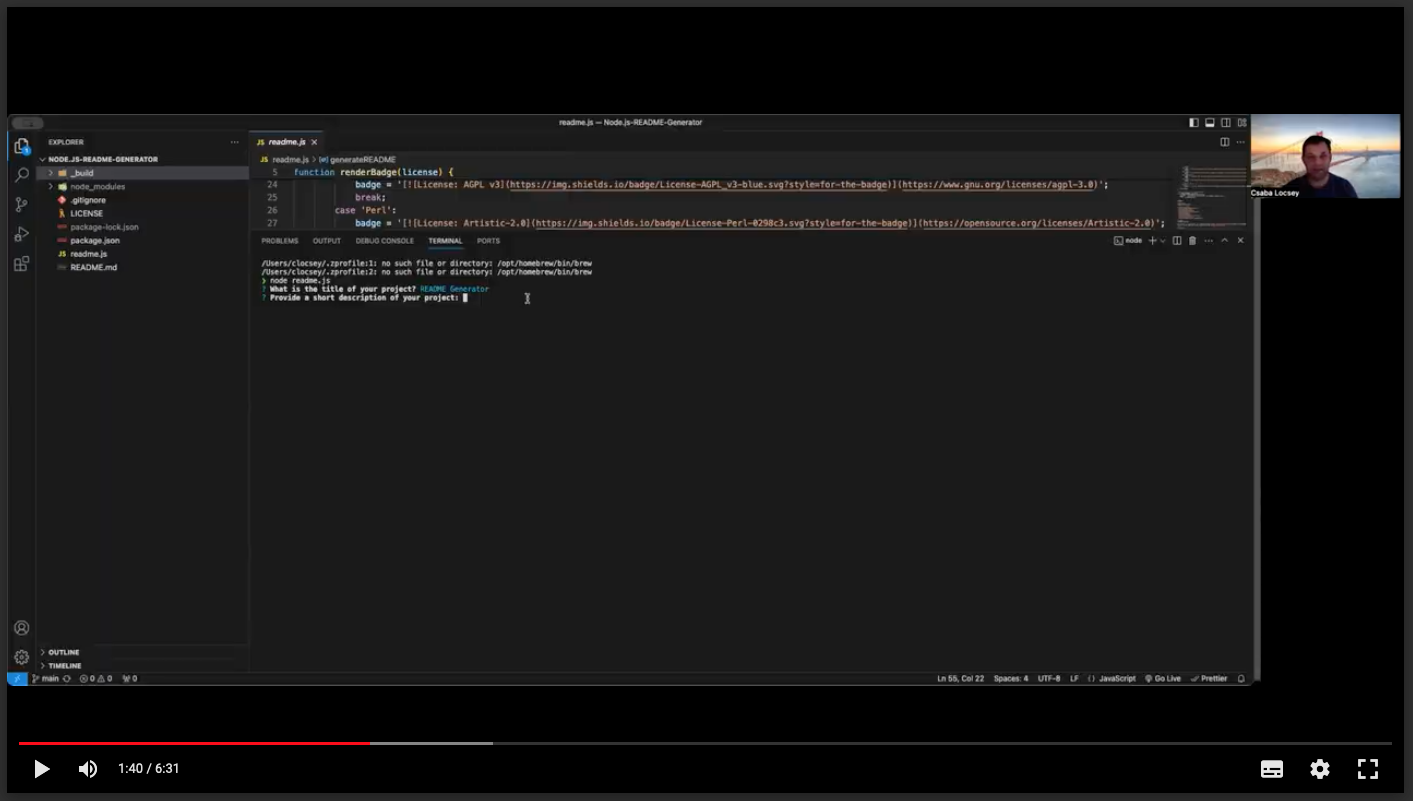 readme.js — Node.js-README-Generator
EXPLORER
NODE.JS-README-GENERATOR
_build
node_modules
.gitignore
LICENSE
package-lock.json
package.json
readme.js
README.md
OUTLINE
TIMELINE
JS readme.js
JS readme.js > generateREADME
5 function renderBadge(license) {
24 badge = '[![License: AGPL v3](https://img.shields.io/badge/License-AGPL_v3-blue.svg?style=for-the-badge)](https://www.gnu.org/licenses/agpl-3.0)';
25 break;
26 case 'Perl':
27 badge = '[![License: Artistic-2.0](https://img.shields.io/badge/License-Perl-0298c3.svg?style=for-the-badge)](https://opensource.org/licenses/Artistic-2.0)';
PROBLEMS OUTPUT DEBUG CONSOLE TERMINAL PORTS
node
/Users/clocsey/.zprofile:1: no such file or directory: /opt/homebrew/bin/brew
/Users/clocsey/.zprofile:2: no such file or directory: /opt/homebrew/bin/brew
❯ node readme.js
? What is the title of your project? README Generator
? Provide a short description of your project:
Csaba Locsey
main 0 0 0
Ln 55, Col 22 Spaces: 4 UTF-8 LF {} JavaScript Go Live Prettier
1:40 / 6:31